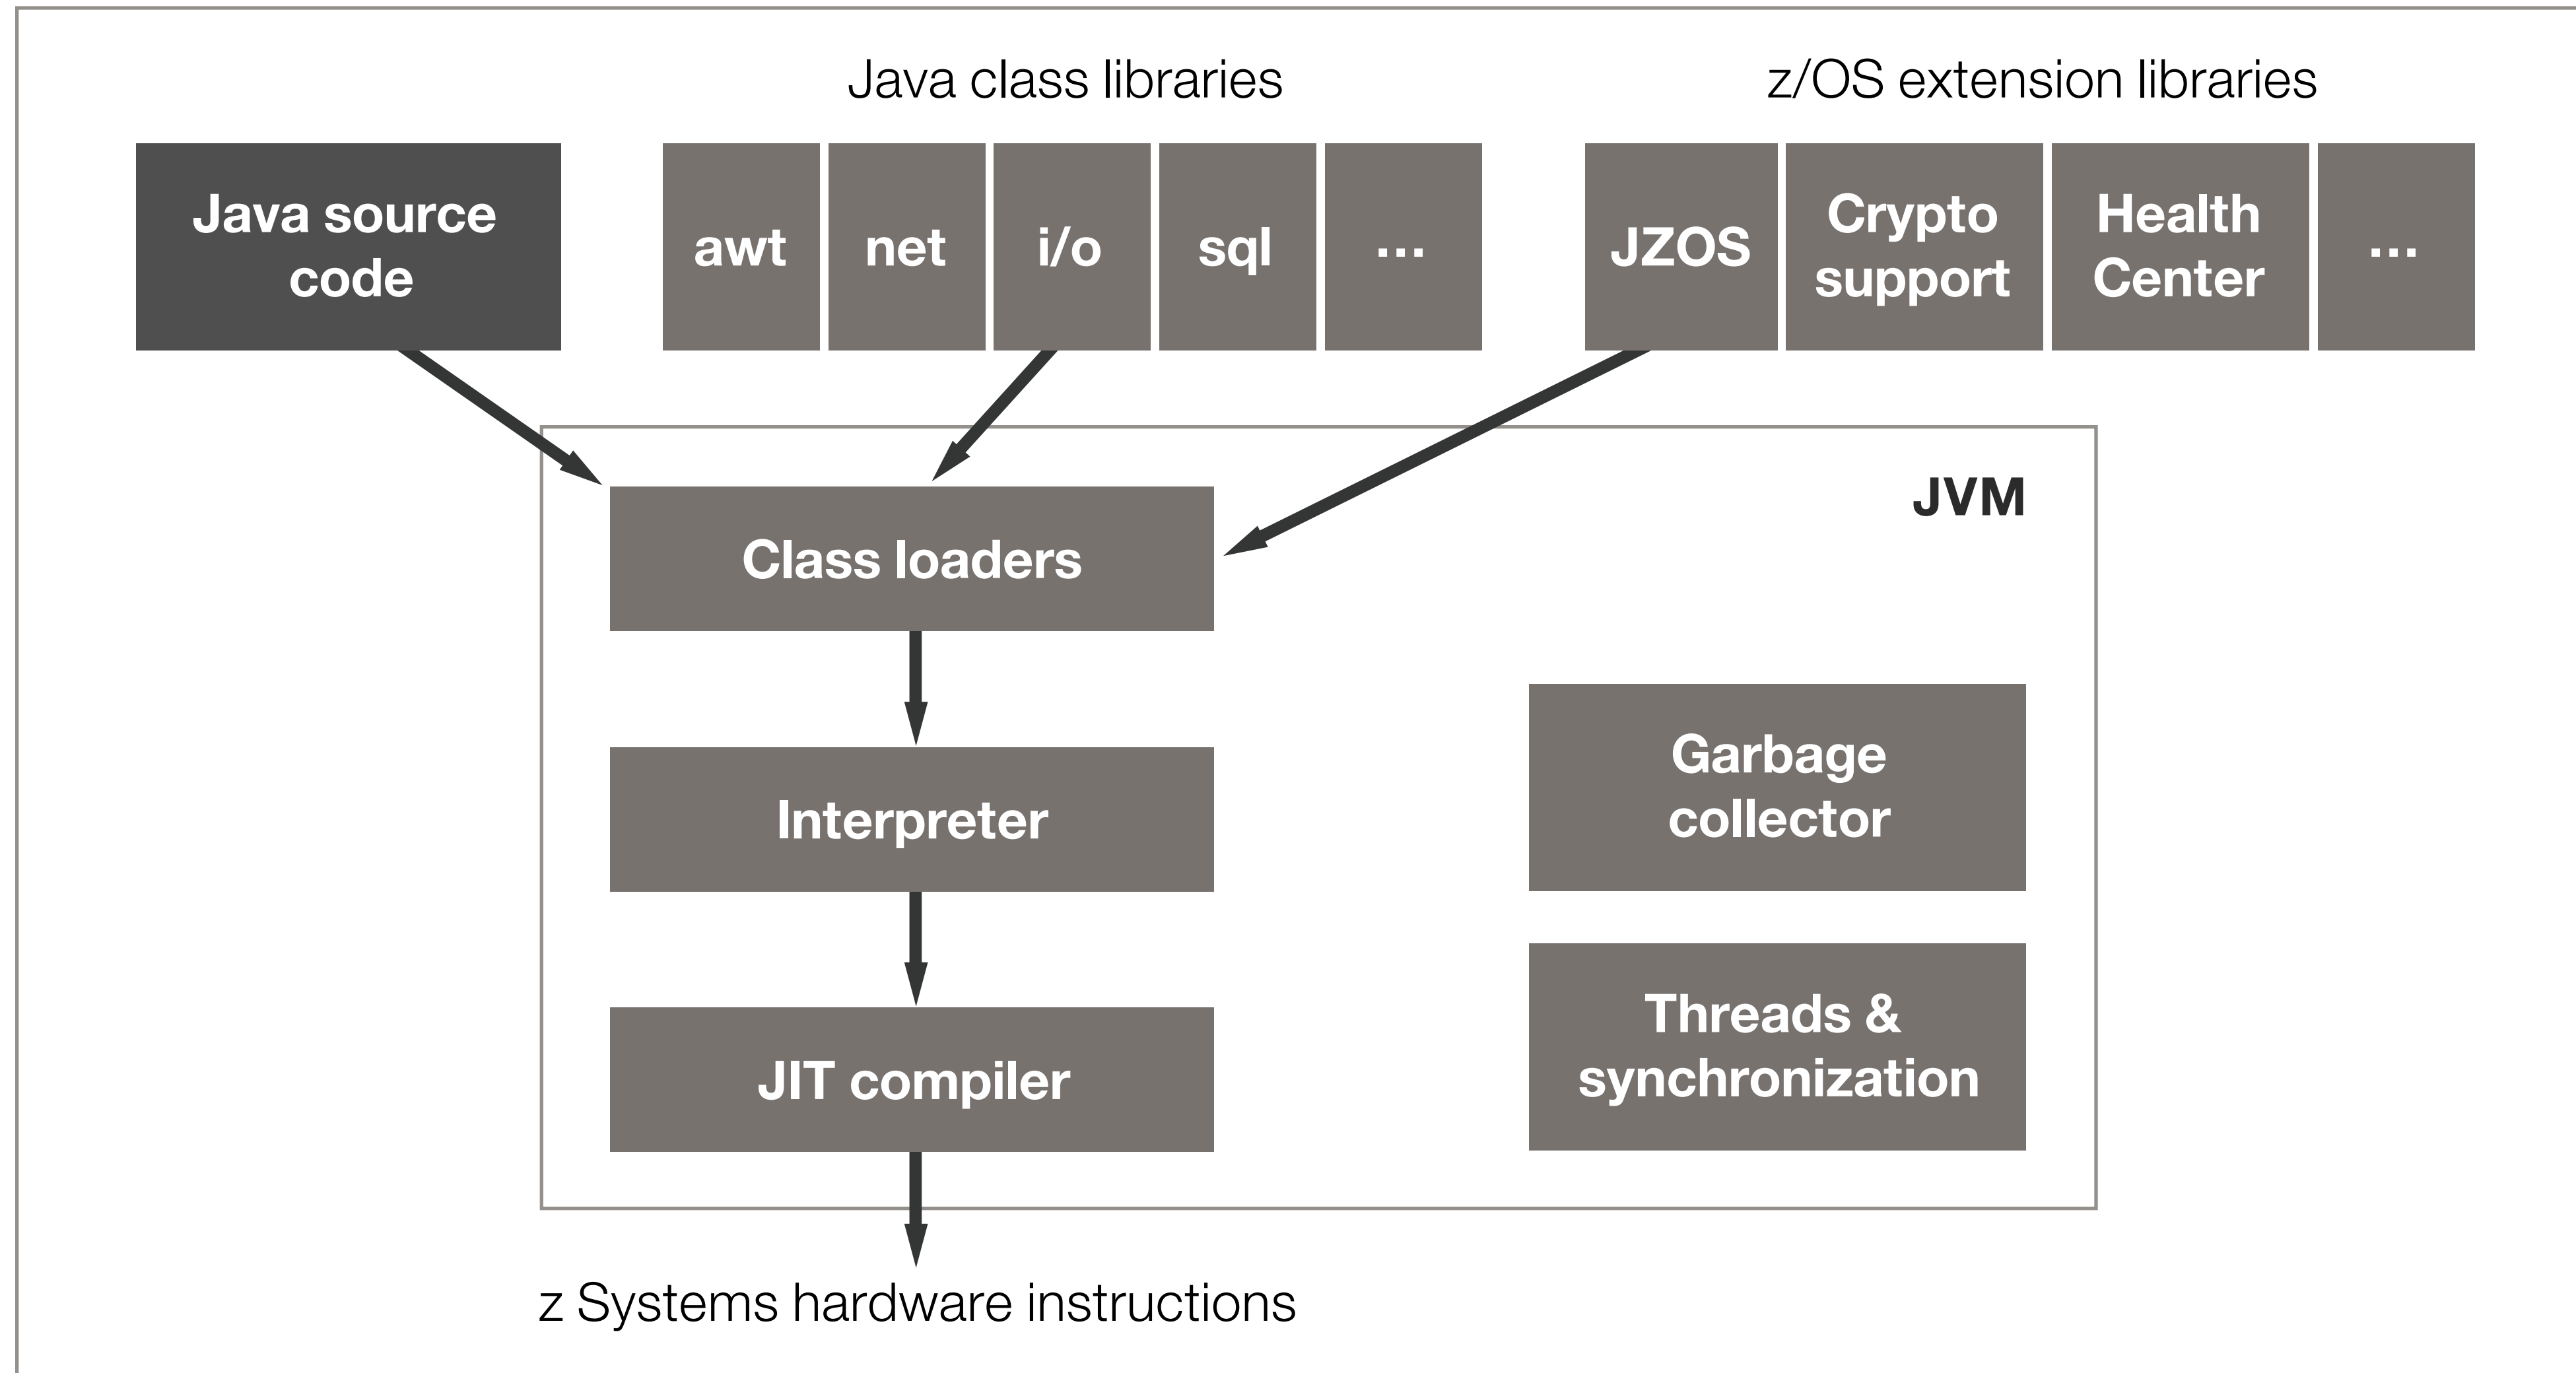 Java class libraries
z/OS extension libraries
Java source
code
awt
net
i/o
sql
...
JZOS
Crypto
support
Health
Center
...
JVM
Class loaders
Interpreter
JIT compiler
Garbage
collector
Threads &
synchronization
z Systems hardware instructions